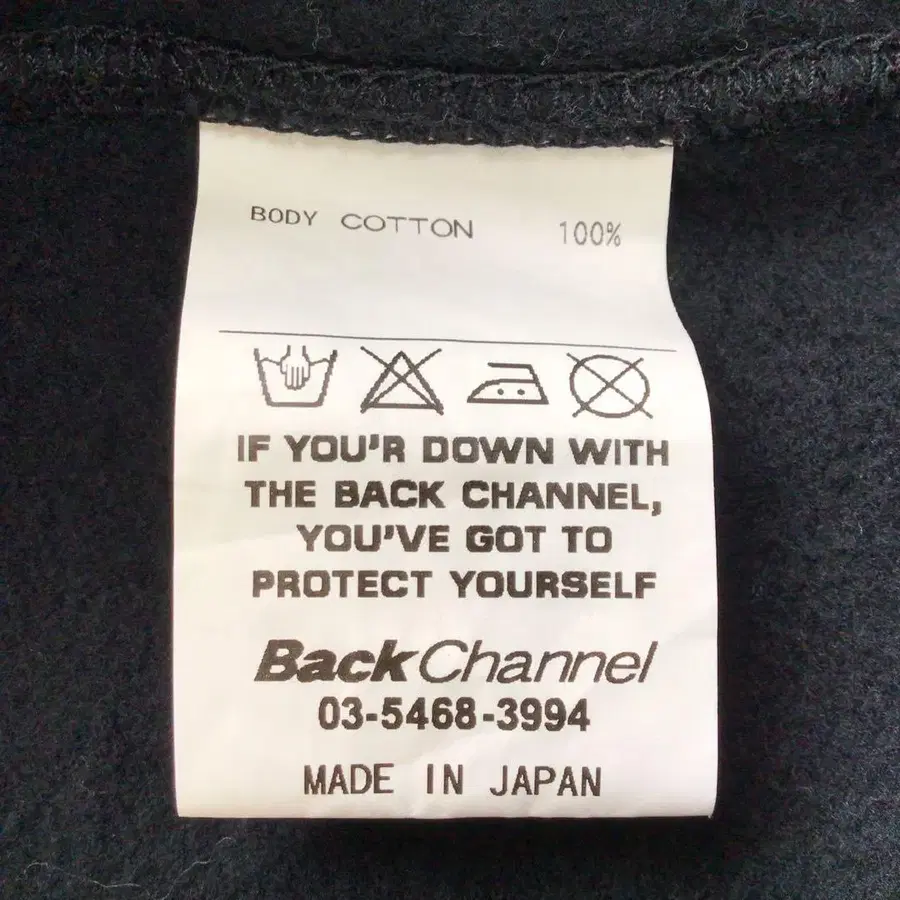 BODY COTTON 100%
IF YOU'R DOWN WITH
THE BACK CHANNEL,
YOU'VE GOT TO
PROTECT YOURSELF
BackChannel
03-5468-3994
MADE IN JAPAN